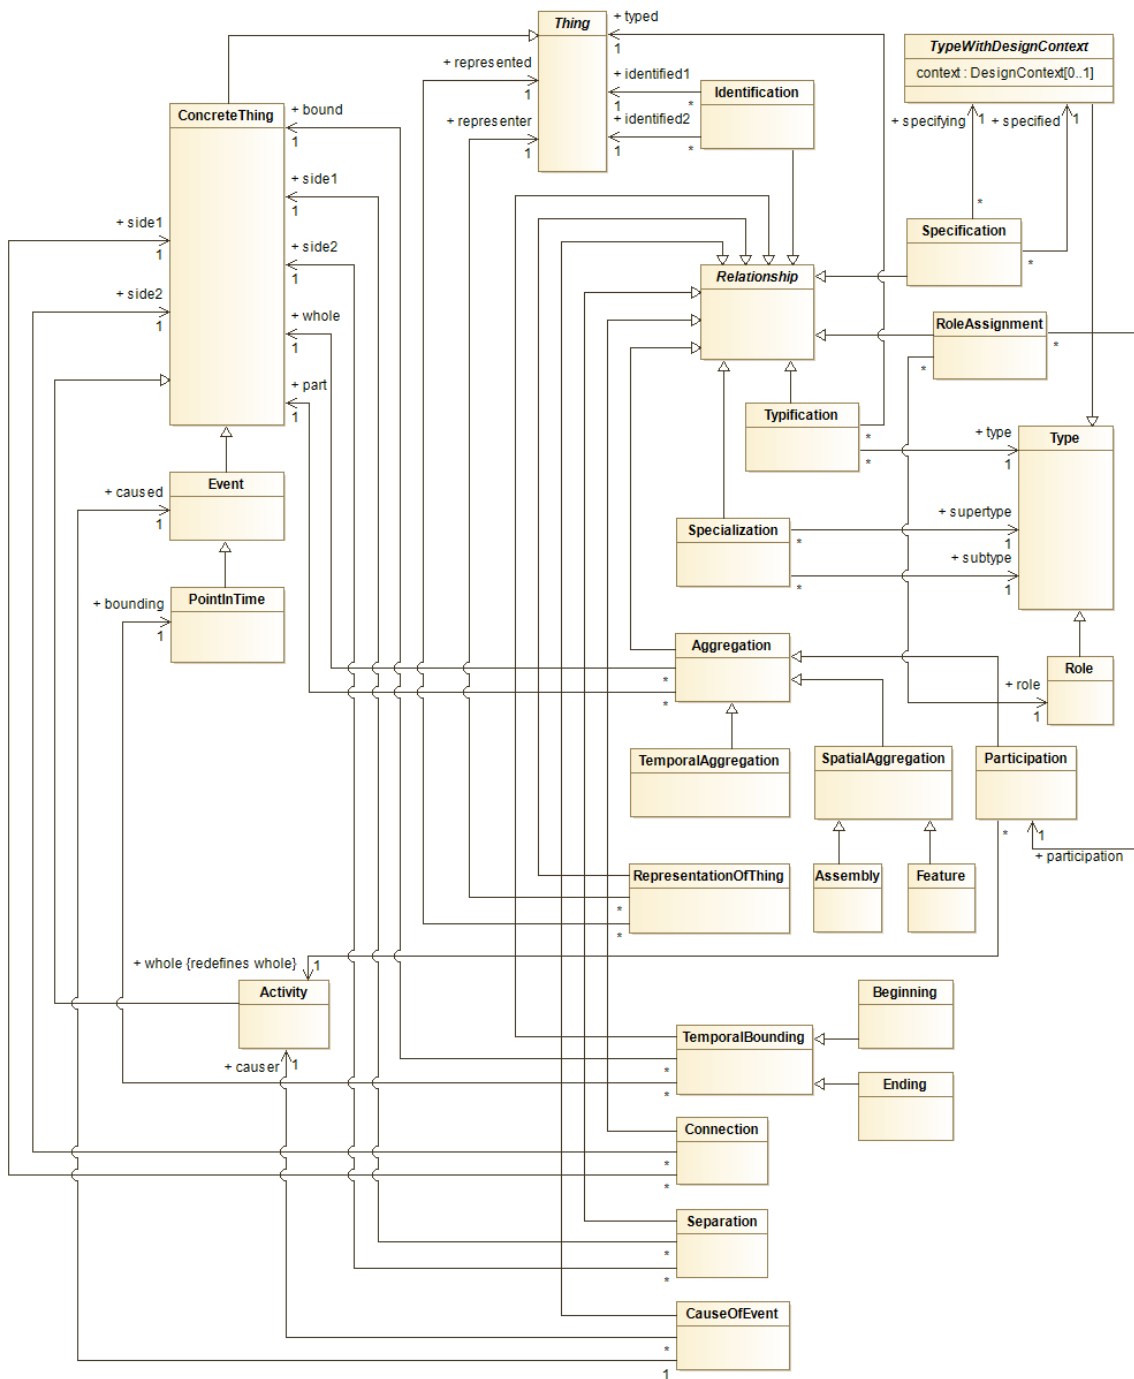 Thing
+ typed
1
TypeWithDesignContext
context : DesignContext[0..1]
+ represented
1
+ identified1
1
*
Identification
+ representer
1
+ identified2
1
*
+ specifying
1
+ specified
1
ConcreteThing
+ bound
1
+ side1
1
+ side2
1
+ whole
1
+ part
1
+ side1
1
+ side2
1
*
Specification
*
Relationship
RoleAssignment
*
*
Typification
*
*
+ type
1
Type
+ supertype
1
+ subtype
1
Event
+ caused
1
Specialization
*
*
PointInTime
+ bounding
1
Aggregation
*
*
Role
+ role
1
TemporalAggregation
SpatialAggregation
Participation
*
1
+ participation
RepresentationOfThing
*
*
Assembly
Feature
+ whole {redefines whole}
1
Activity
+ causer
1
Beginning
TemporalBounding
*
*
Ending
Connection
*
*
Separation
*
*
CauseOfEvent
*
1